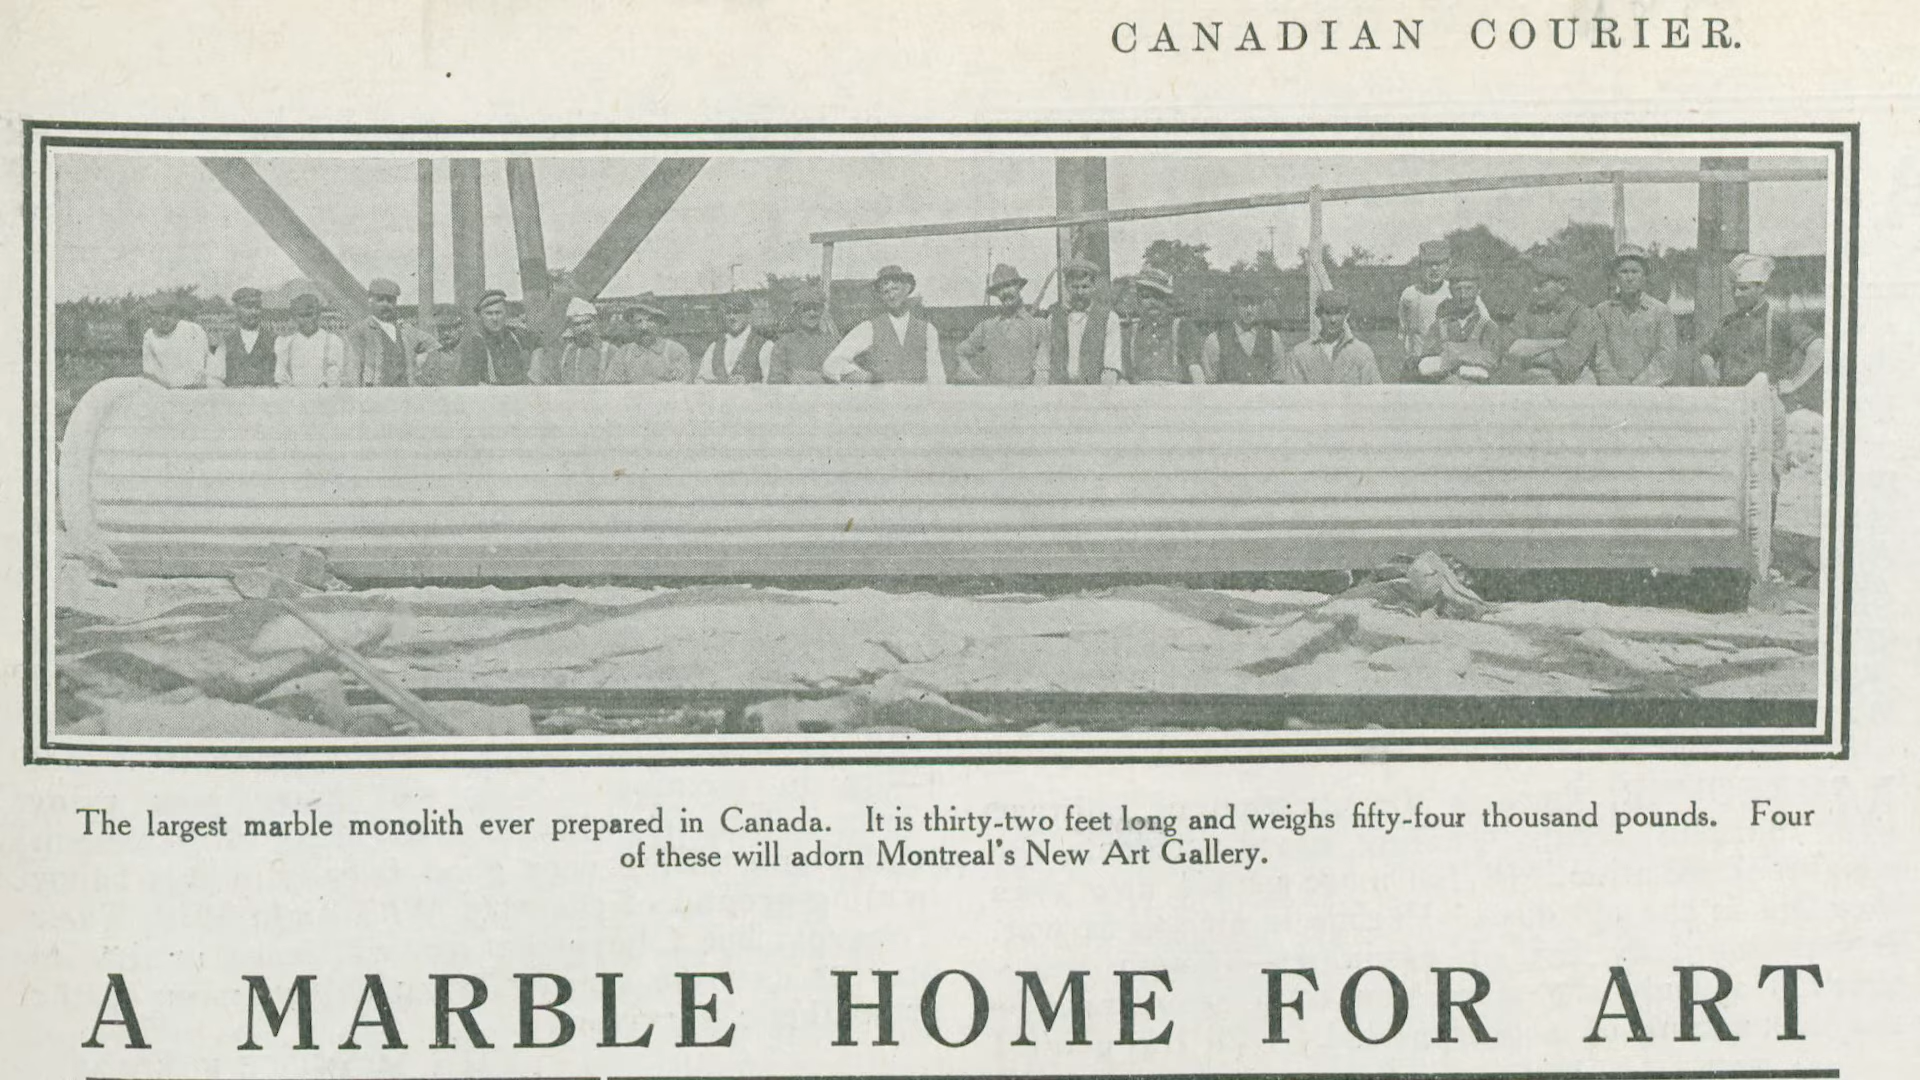 CANADIAN COURIER.
The largest marble monolith ever prepared in Canada. It is thirty-two feet long and weighs fifty-four thousand pounds. Four
of these will adorn Montreal's New Art Gallery.
A MARBLE HOME FOR ART